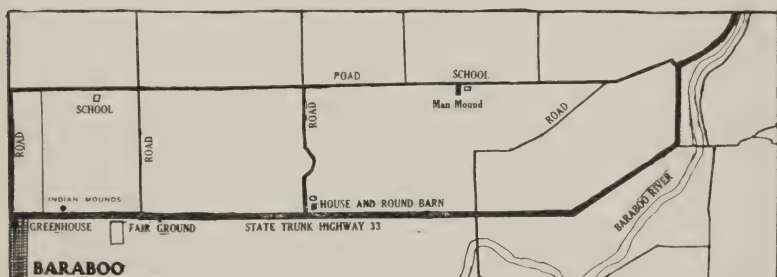 ROAD
SCHOOL
SCHOOL
Man Mound
ROAD
ROAD
ROAD
ROAD
INDIAN MOUNDS
HOUSE AND ROUND BARN
GREENHOUSE
FAIR GROUND
STATE TRUNK HIGHWAY 33
BARABOO RIVER
BARABOO